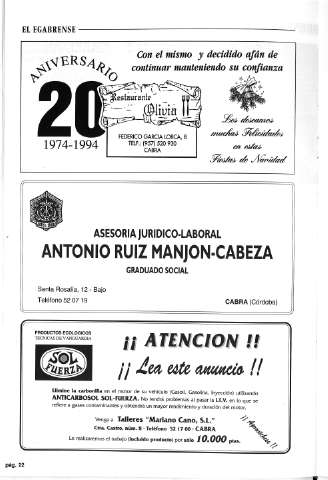 EL EGABRENSE
ANIVERSARIO
20
1974-1994
Con el mismo y decidido afán de
continuar manteniendo su confianza
Restaurante
Olivia II
FEDERICO GARCIA LORCA, 8
TELF.: (957) 520 920
CABRA
Les deseamos
muchas Felicidades
en estas
Fiestas de Navidad
ASESORIA JURIDICO-LABORAL
ANTONIO RUIZ MANJON-CABEZA
GRADUADO SOCIAL
Santa Rosalía, 12 - Bajo
Teléfono 52 07 19
CABRA (Córdoba)
PRODUCTOS ECOLOGICOS
TECNICAS DE VANGUARDIA
SOL
FUERZA
¡¡ ATENCION !!
¡¡ Lea este anuncio !!
Elimine la carbonilla en el motor de su vehículo (Gasoil, Gasolina, Inyección) utilizando
ANTICARBOSOL SOL-FUERZA. No tendrá problemas al pasar la I.T.V. en lo que se
refiere a gases contaminantes y obtendrá un mayor rendimiento y duración del motor.
Venga a Talleres "Mariano Cano, S.L."
Ctra. Castro, núm. 8 - Teléfono 52 17 00 - CABRA
Le realizaremos el trabajo (incluido producto) por sólo 10.000 ptas.
¡¡ Aprovéchese !!
pág. 22